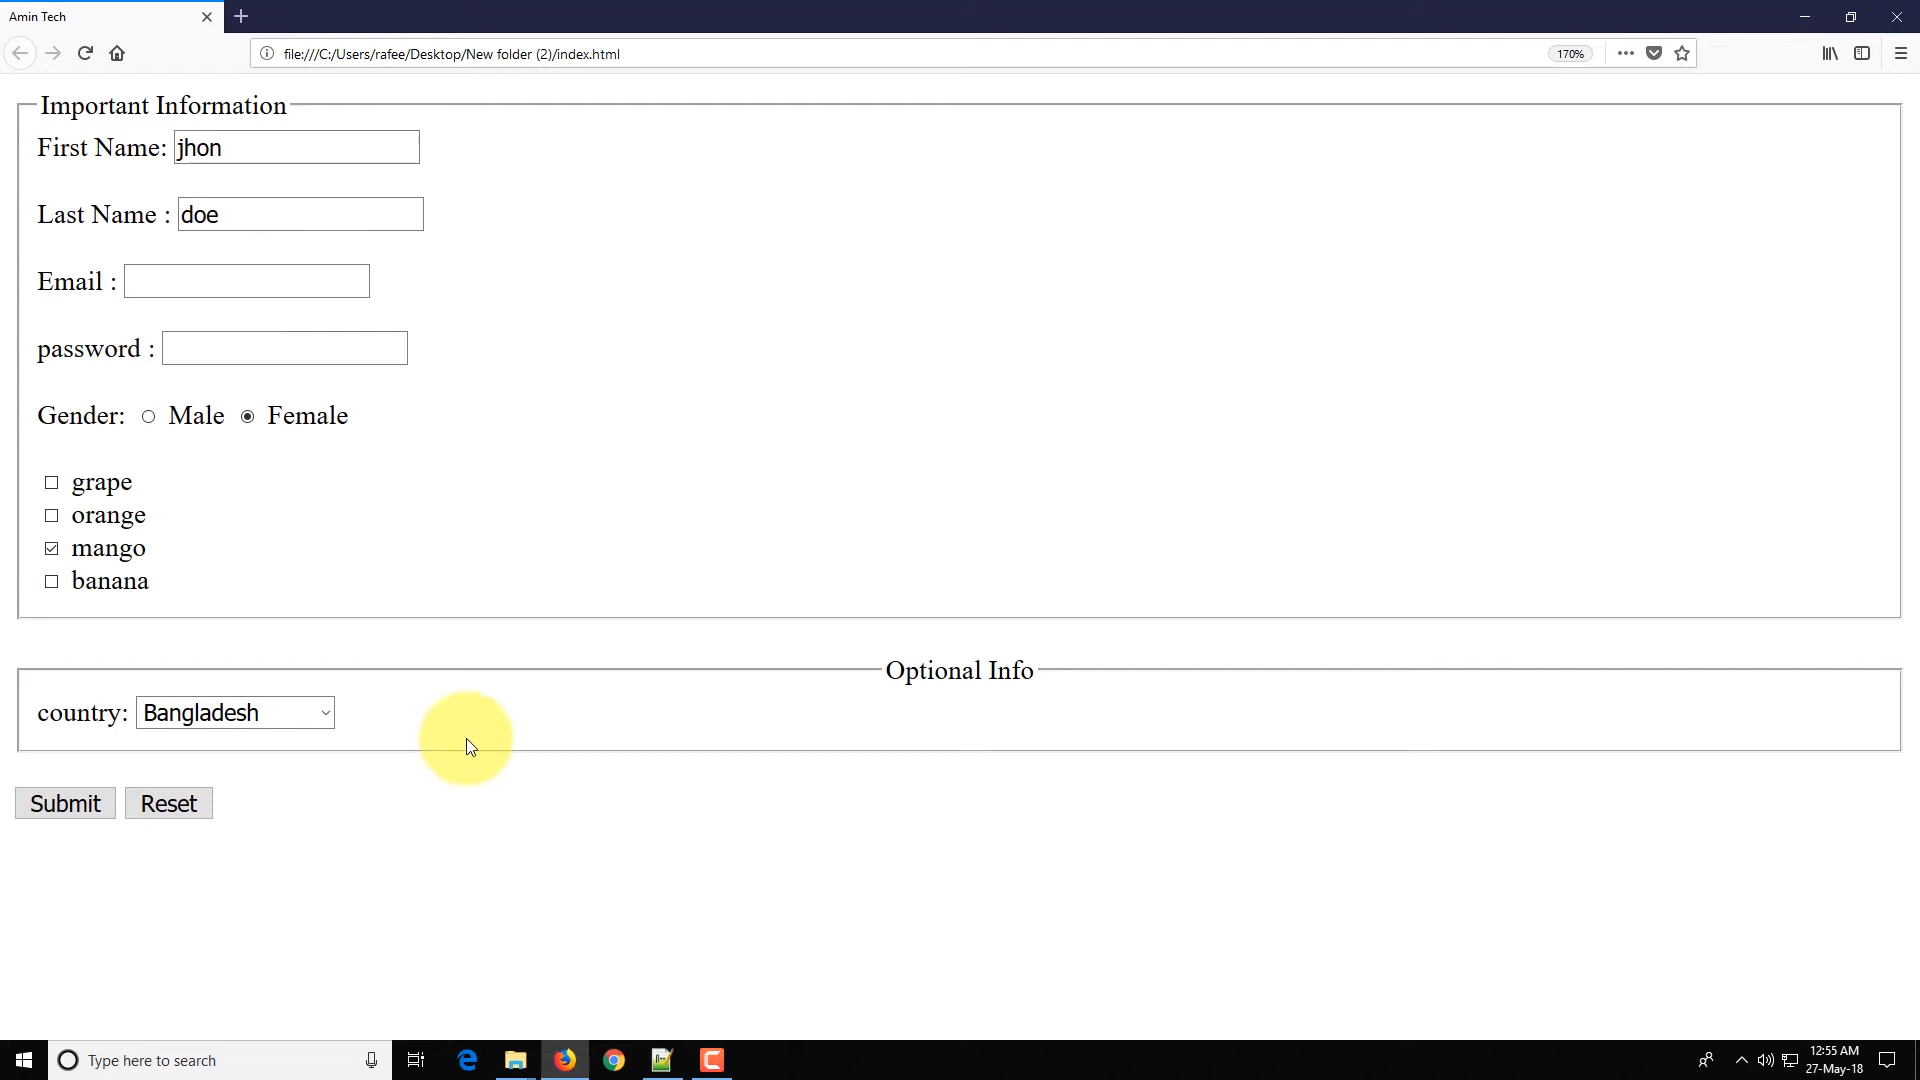 Amin Tech
file:///C:/Users/rafee/Desktop/New folder (2)/index.html 170%
Important Information
First Name: jhon
Last Name : doe
Email :
password :
Gender: Male Female
grape
orange
mango
banana
Optional Info
country: Bangladesh
Submit Reset
Type here to search
12:55 AM
27-May-18